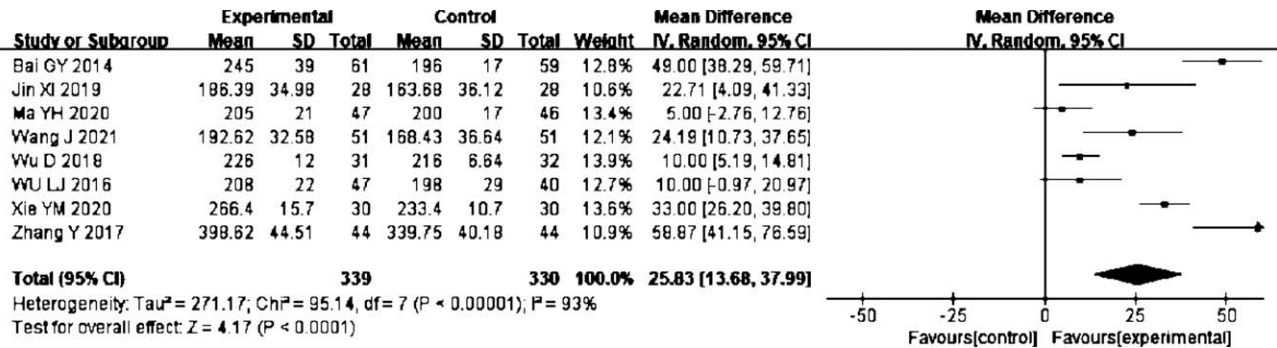 Experimental Control Mean Difference Mean Difference
Study or Subgroup Mean SD Total Mean SD Total Weight IV, Random, 95% CI IV, Random, 95% CI
Bai GY 2014 245 39 61 196 17 59 12.8% 49.00 [38.29, 59.71]
Jin XI 2019 186.39 34.98 28 163.68 36.12 28 10.6% 22.71 [4.09, 41.33]
Ma YH 2020 205 21 47 200 17 46 13.4% 5.00 [-2.76, 12.76]
Wang J 2021 192.62 32.58 51 168.43 36.64 51 12.1% 24.19 [10.73, 37.65]
Wu D 2018 226 12 31 216 6.64 32 13.9% 10.00 [5.19, 14.81]
WU LJ 2016 208 22 47 198 29 40 12.7% 10.00 [-0.97, 20.97]
Xie YM 2020 266.4 15.7 30 233.4 10.7 30 13.6% 33.00 [26.20, 39.80]
Zhang Y 2017 398.62 44.51 44 339.75 40.18 44 10.9% 58.87 [41.15, 76.59]
Total (95% CI) 339 330 100.0% 25.83 [13.68, 37.99]
Heterogeneity: Tau² = 271.17; Chi² = 95.14, df = 7 (P < 0.00001); I² = 93%
Test for overall effect: Z = 4.17 (P < 0.0001)
-50 -25 0 25 50
Favours[control] Favours[experimental]